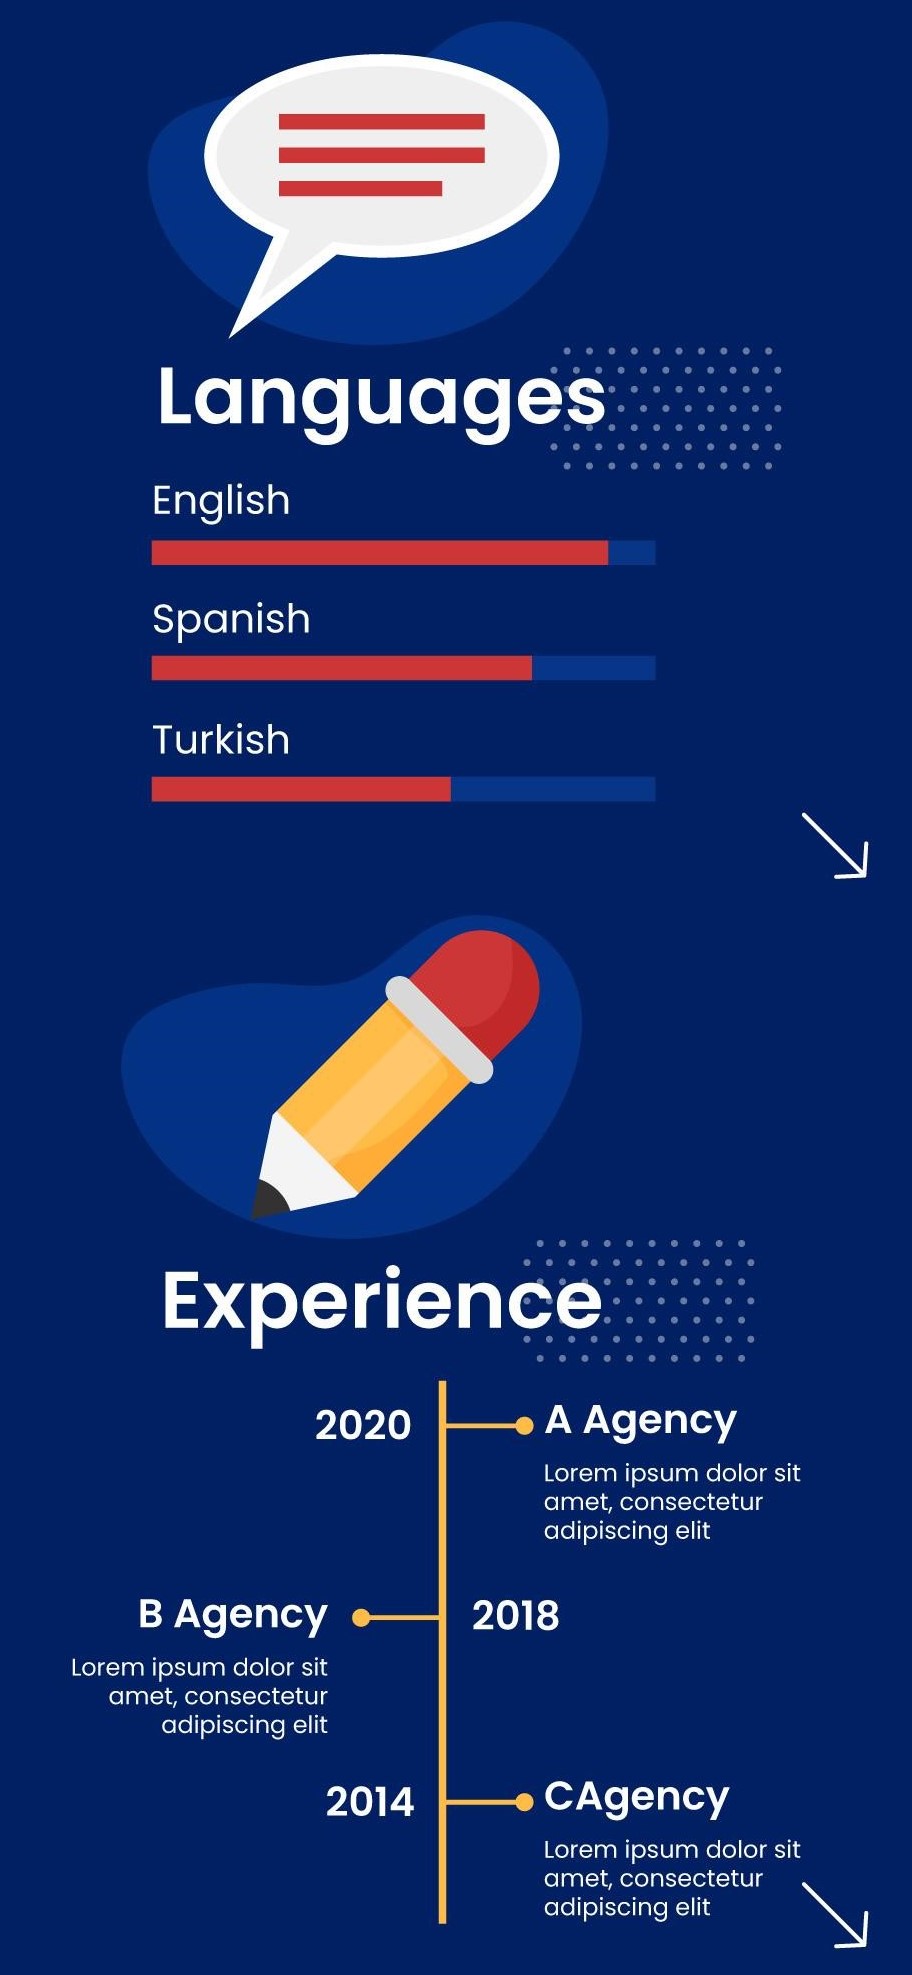 Languages
English
Spanish
Turkish
Experience
2020
A Agency
Lorem ipsum dolor sit
amet, consectetur
adipiscing elit
B Agency
2018
Lorem ipsum dolor sit
amet, consectetur
adipiscing elit
2014
CAgency
Lorem ipsum dolor sit
amet, consectetur
adipiscing elit